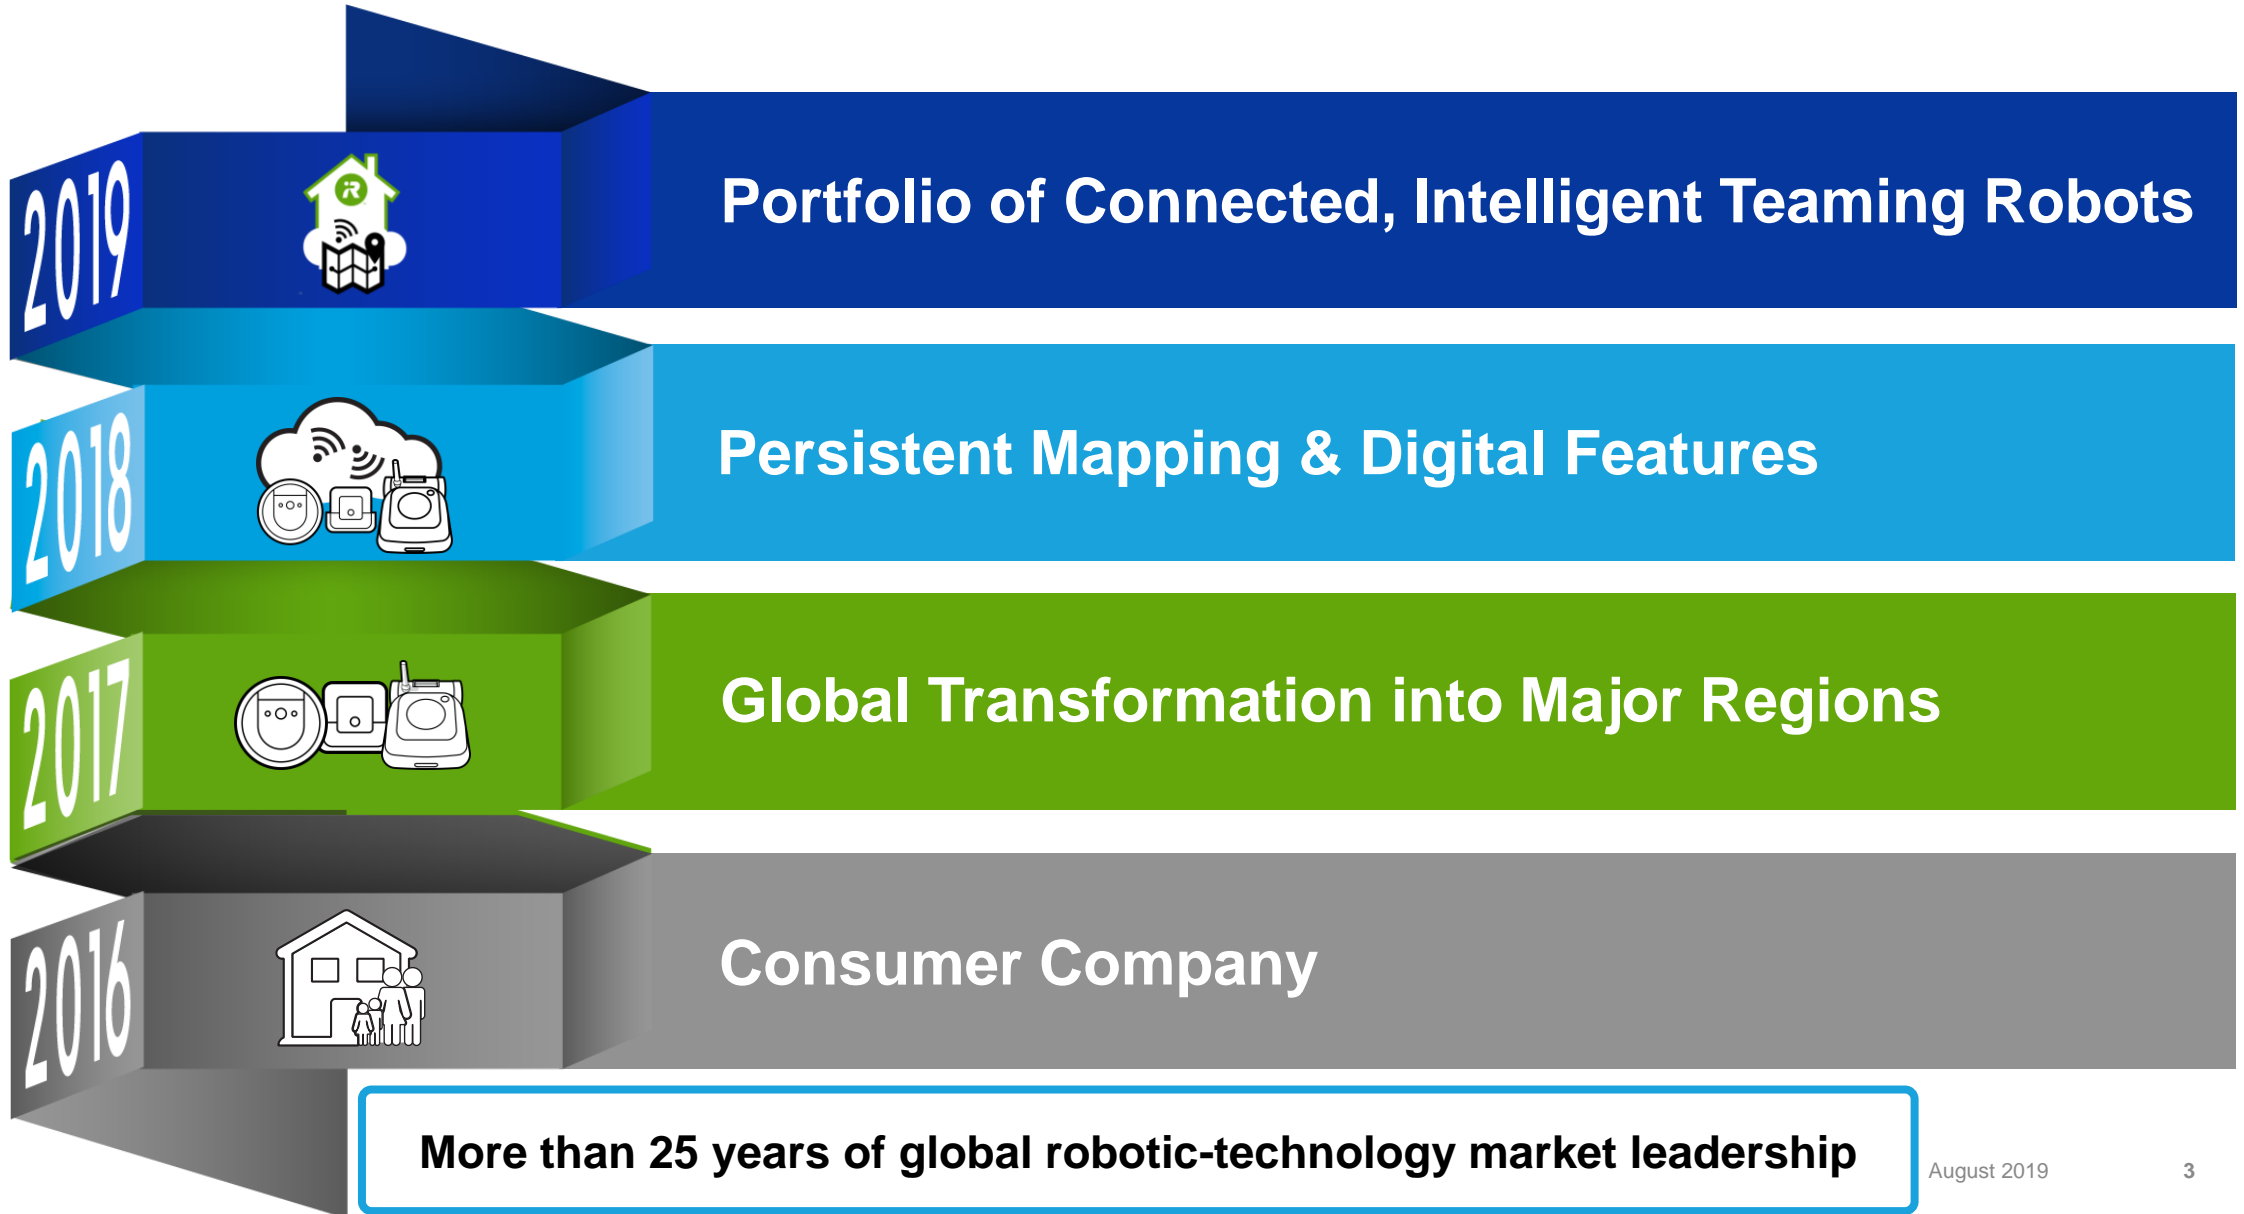 2019
iR
Portfolio of Connected, Intelligent Teaming Robots
2018
Persistent Mapping & Digital Features
2017
Global Transformation into Major Regions
2016
Consumer Company
More than 25 years of global robotic-technology market leadership
August 2019
3